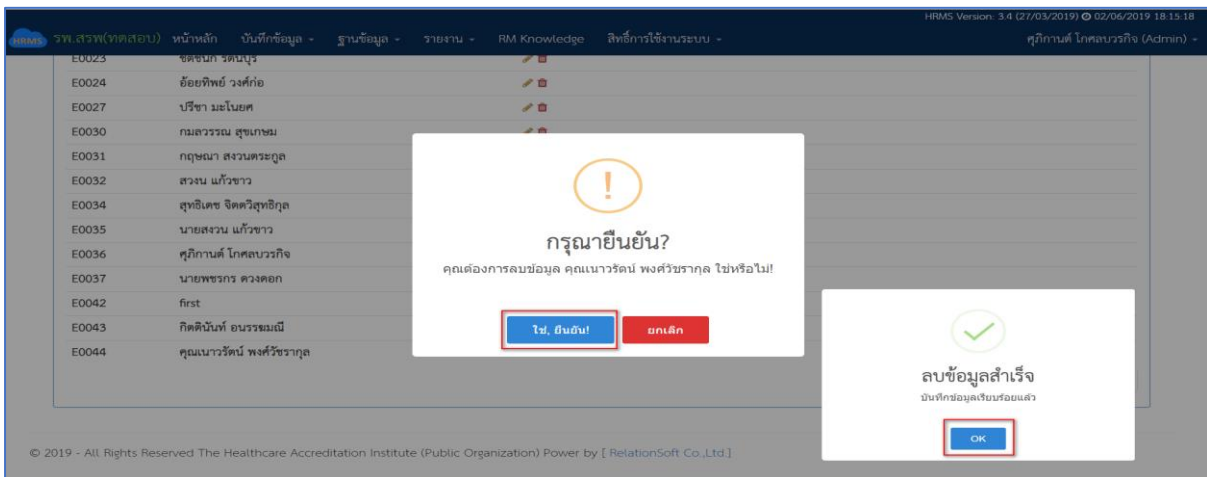 HRMS Version: 3.4 (27/03/2019) 02/06/2019 18:15:18
HRMS รพ.สรพ(ทดสอบ) หน้าหลัก บันทึกข้อมูล ฐานข้อมูล รายงาน RM Knowledge สิทธิ์การใช้งานระบบ ศุภิกานต์ โกศลบวรกิจ (Admin)
E0023
E0024 อ้อยทิพย์ วงศ์ก่อ
E0027 ปรีชา มะโนยศ
E0030 กมลวรรณ สุขเกษม
E0031 กฤษณา สงวนตระกูล
E0032 สวงน แก้วขาว
E0034 สุทธิเดช จิตตวิสุทธิกุล
E0035 นายสงวน แก้วขาว
E0036 ศุภิกานต์ โกศลบวรกิจ
E0037 นายพชรกร ดวงดอก
E0042 first
E0043 กิตตินันท์ อนรรฆมณี
E0044 คุณเนาวรัตน์ พงศ์วัชรากุล
กรุณายืนยัน?
คุณต้องการลบข้อมูล คุณเนาวรัตน์ พงศ์วัชรากุล ใช่หรือไม่!
ใช่, ยืนยัน! ยกเลิก
ลบข้อมูลสำเร็จ
บันทึกข้อมูลเรียบร้อยแล้ว
OK
© 2019 - All Rights Reserved The Healthcare Accreditation Institute (Public Organization) Power by [ RelationSoft Co.,Ltd.]